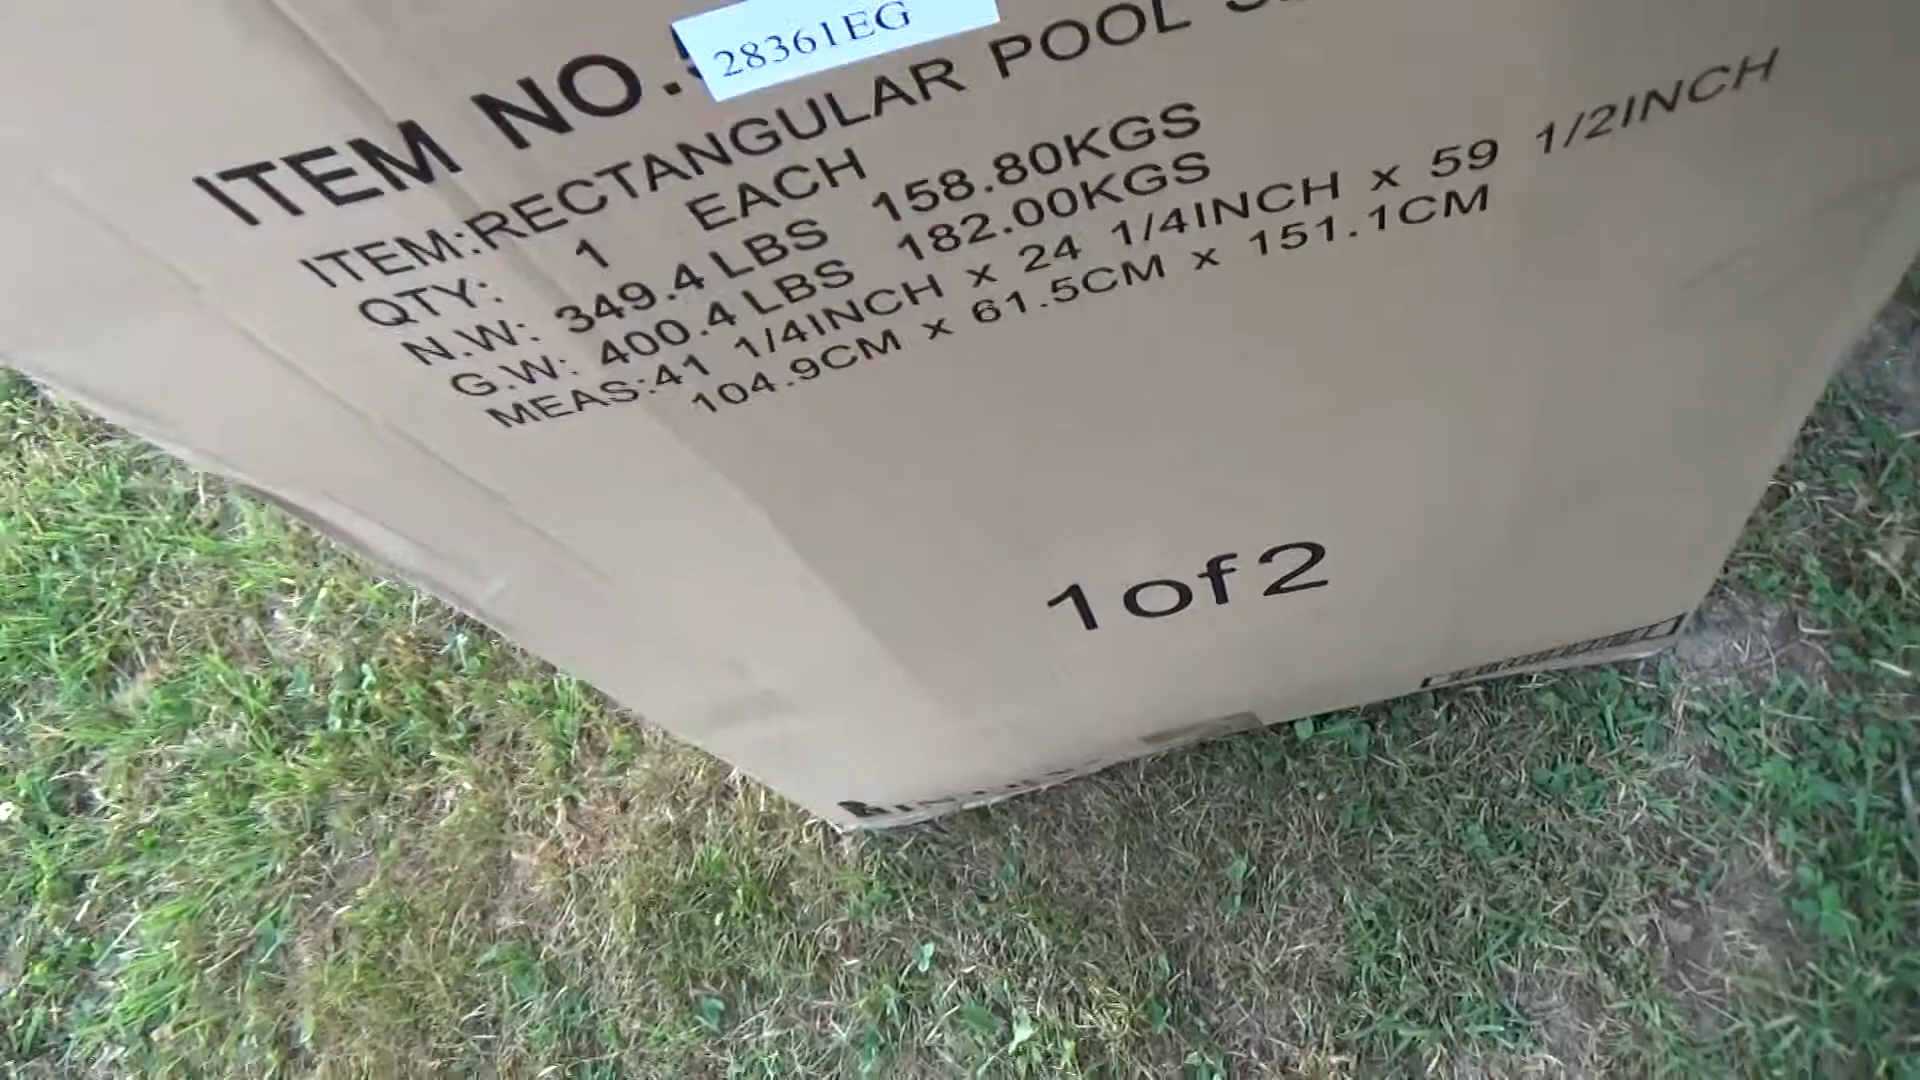 ITEM NO.
28361EG
ITEM:RECTANGULAR POOL
QTY: 1 EACH
N.W: 349.4 LBS 158.80KGS
G.W: 400.4 LBS 182.00KGS
MEAS:41 1/4INCH x 24 1/4INCH x 59 1/2INCH
104.9CM x 61.5CM x 151.1CM
1of2